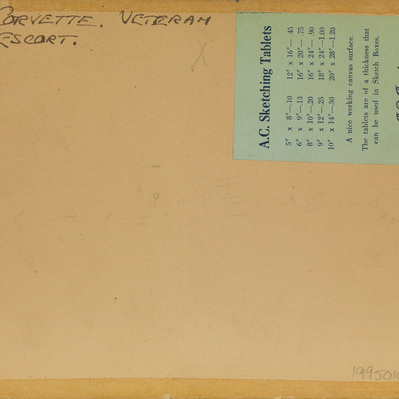 CORVETTE. VETERAN
ESCORT.
A.C. Sketching Tablets
5" x 8"—.10 12" x 16"— .45
6" x 9"—.15 16" x 20"— .75
8" x 10"—.20 16" x 24"— .90
9" x 12"—.25 18" x 24"—1.00
10" x 14"—.30 20" x 28"—1.20
A nice working canvas surface.
The tablets are of a thickness that
can be used in Sketch Boxes.